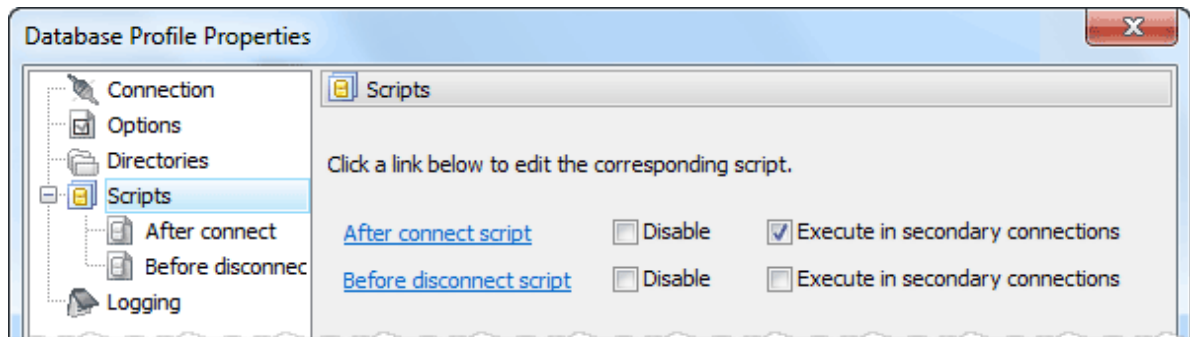 Database Profile Properties
Connection
Options
Directories
Scripts
After connect
Before disconnec
Logging
Scripts
Click a link below to edit the corresponding script.
After connect script Disable Execute in secondary connections
Before disconnect script Disable Execute in secondary connections